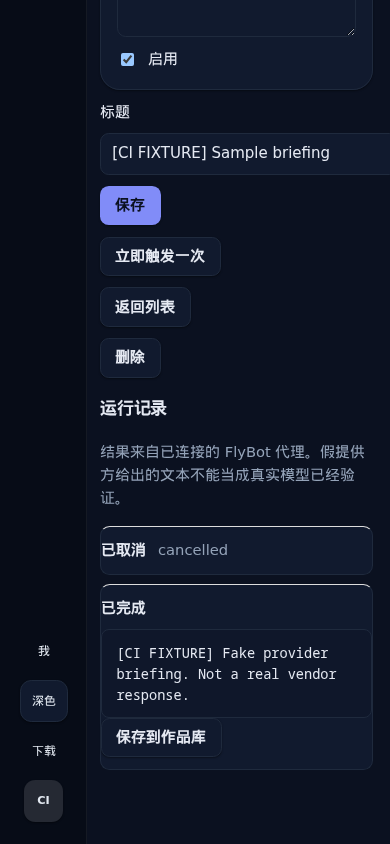 启用
标题
[CI FIXTURE] Sample briefing
保存
立即触发一次
返回列表
删除
运行记录
结果来自已连接的 FlyBot 代理。假提供
方给出的文本不能当成真实模型已经验
证。
已取消 cancelled
已完成
[CI FIXTURE] Fake provider
briefing. Not a real vendor
response.
保存到作品库
我
深色
下载
CI